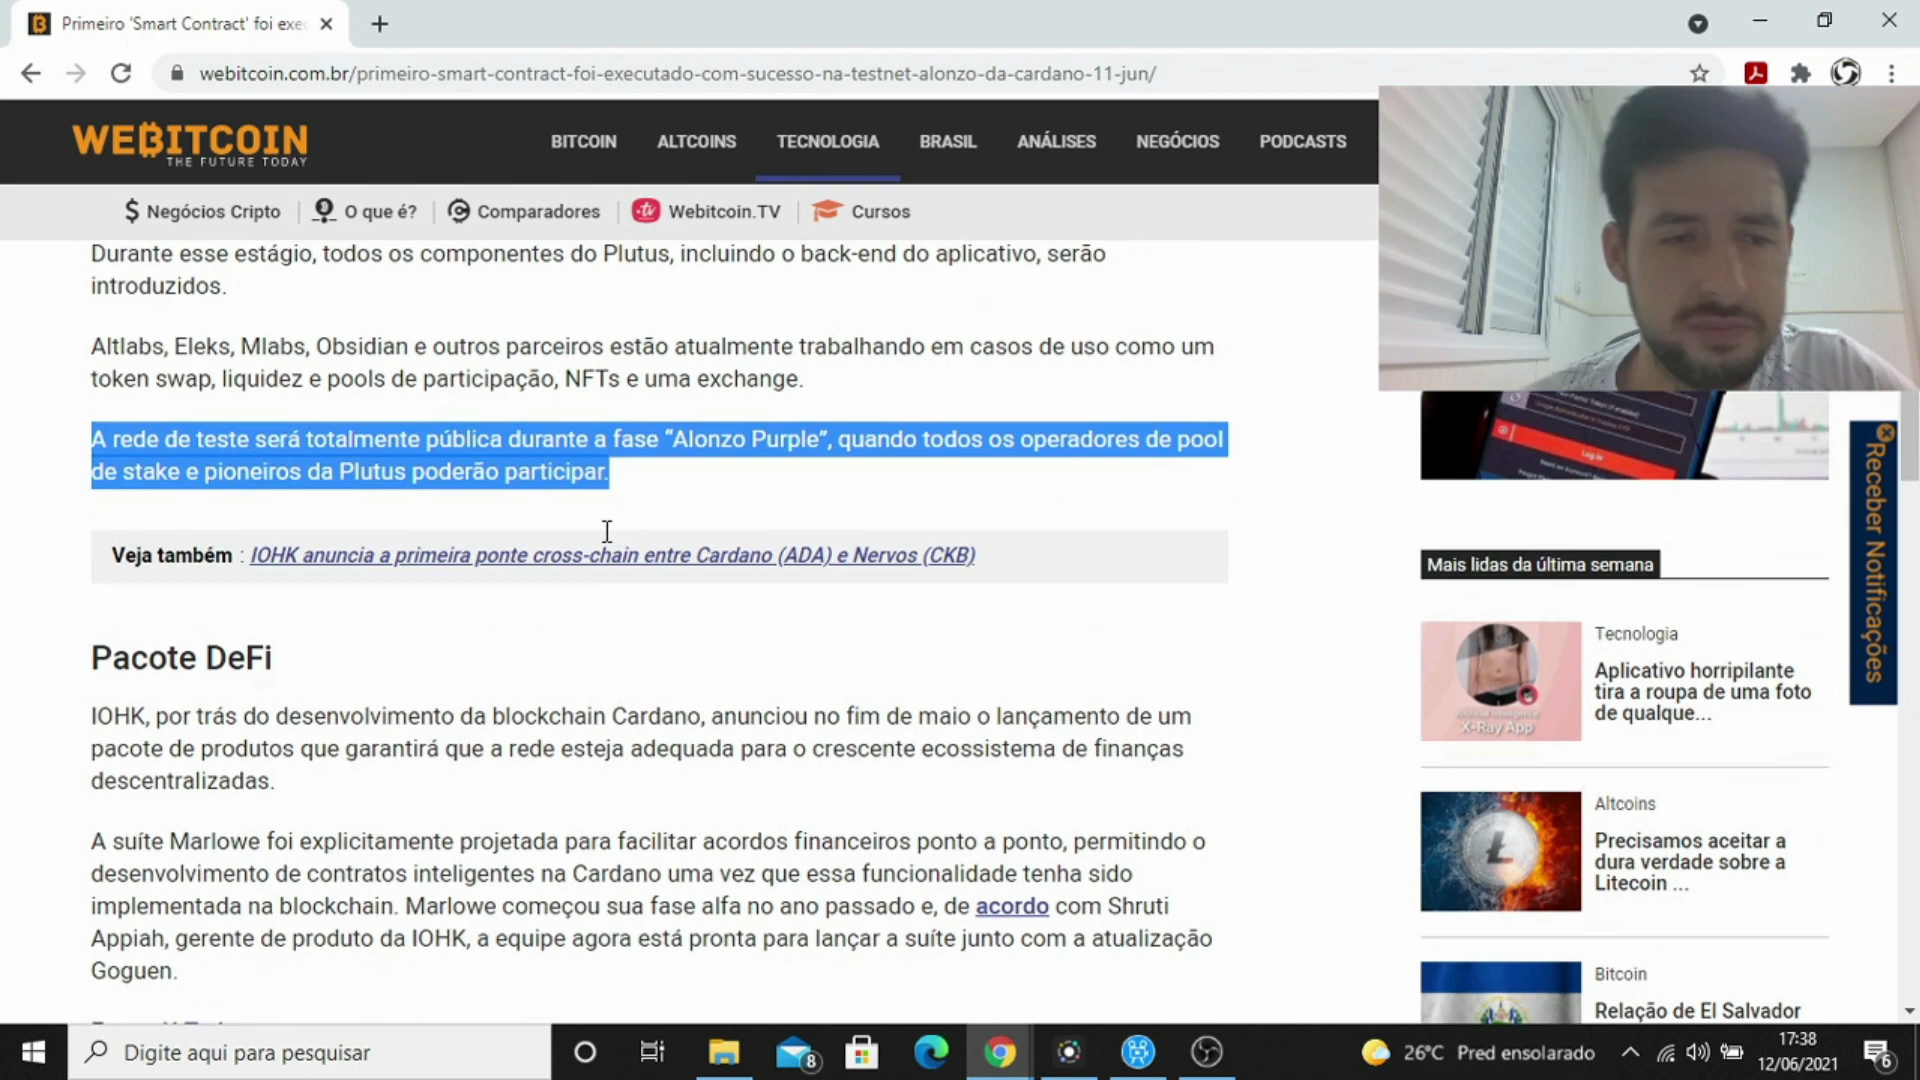 Primeiro 'Smart Contract' foi exec
webitcoin.com.br/primeiro-smart-contract-foi-executado-com-sucesso-na-testnet-alonzo-da-cardano-11-jun/
WEBITCOIN
THE FUTURE TODAY
BITCOIN ALTCOINS TECNOLOGIA BRASIL ANÁLISES NEGÓCIOS PODCASTS
Negócios Cripto O que é? Comparadores tv Webitcoin.TV Cursos
Durante esse estágio, todos os componentes do Plutus, incluindo o back-end do aplicativo, serão
introduzidos.
Altlabs, Eleks, Mlabs, Obsidian e outros parceiros estão atualmente trabalhando em casos de uso como um
token swap, liquidez e pools de participação, NFTs e uma exchange.
A rede de teste será totalmente pública durante a fase “Alonzo Purple”, quando todos os operadores de pool
de stake e pioneiros da Plutus poderão participar.
Veja também : IOHK anuncia a primeira ponte cross-chain entre Cardano (ADA) e Nervos (CKB)
Pacote DeFi
IOHK, por trás do desenvolvimento da blockchain Cardano, anunciou no fim de maio o lançamento de um
pacote de produtos que garantirá que a rede esteja adequada para o crescente ecossistema de finanças
descentralizadas.
A suíte Marlowe foi explicitamente projetada para facilitar acordos financeiros ponto a ponto, permitindo o
desenvolvimento de contratos inteligentes na Cardano uma vez que essa funcionalidade tenha sido
implementada na blockchain. Marlowe começou sua fase alfa no ano passado e, de acordo com Shruti
Appiah, gerente de produto da IOHK, a equipe agora está pronta para lançar a suíte junto com a atualização
Goguen.
Log in
Receber Notificações
Mais lidas da última semana
Tecnologia
Aplicativo horripilante
tira a roupa de uma foto
de qualque...
X-Ray App
Altcoins
Precisamos aceitar a
dura verdade sobre a
Litecoin ...
Bitcoin
Relação de El Salvador
Digite aqui para pesquisar
8
26°C Pred ensolarado
17:38
12/06/2021
6